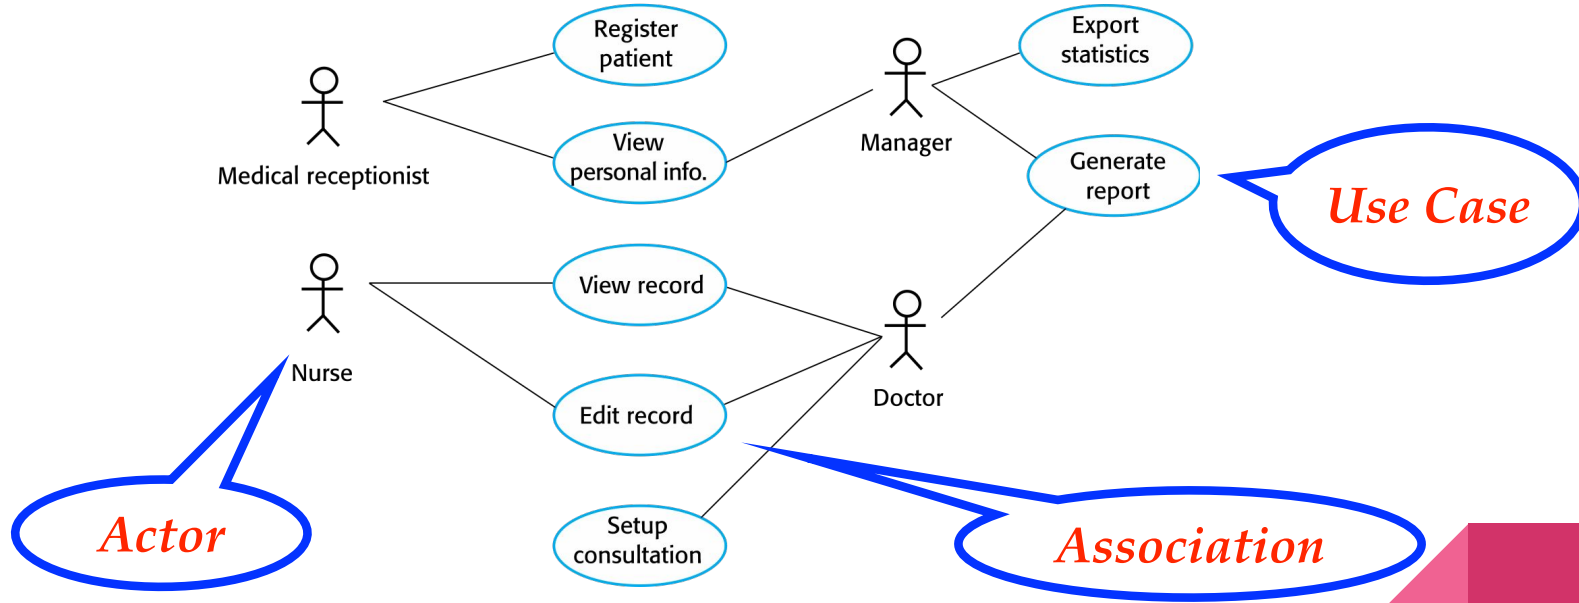 Register
patient
Export
statistics
Manager
View
personal info.
Medical receptionist
Generate
report
Use Case
View record
Nurse
Doctor
Edit record
Actor
Setup
consultation
Association